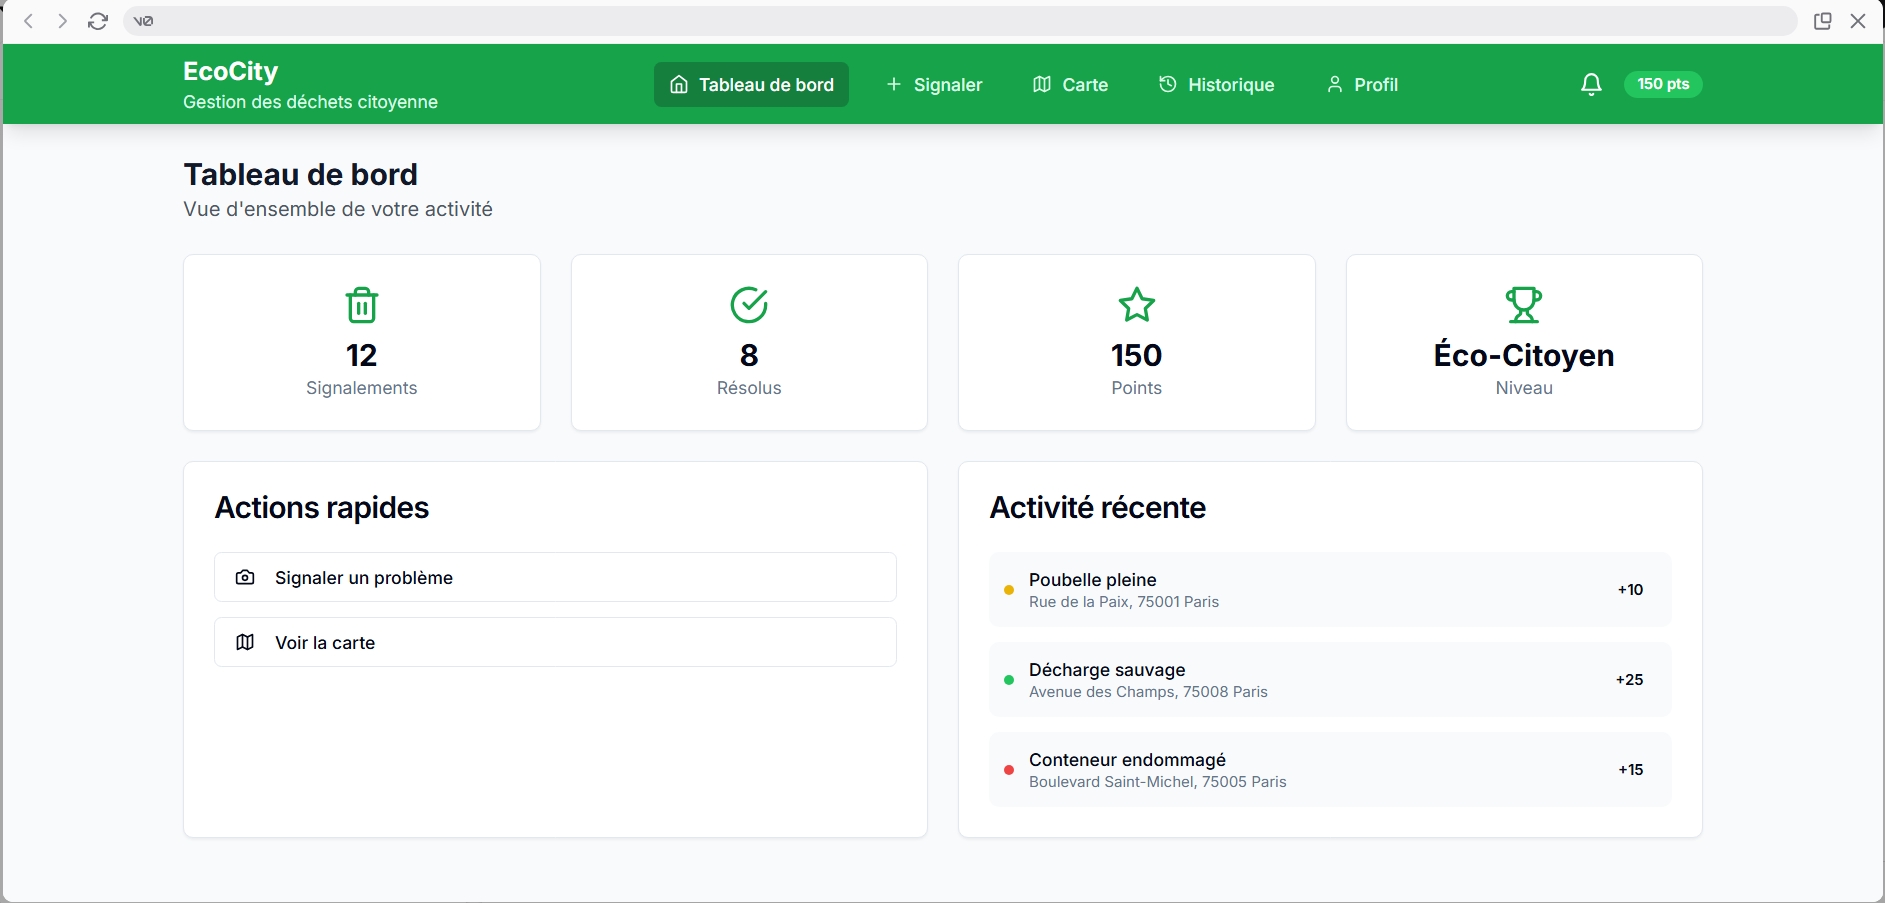 v0
EcoCity
Gestion des déchets citoyenne
Tableau de bord
Signaler
Carte
Historique
Profil
150 pts
Tableau de bord
Vue d'ensemble de votre activité
12
Signalements
8
Résolus
150
Points
Éco-Citoyen
Niveau
Actions rapides
Signaler un problème
Voir la carte
Activité récente
Poubelle pleine
Rue de la Paix, 75001 Paris
+10
Décharge sauvage
Avenue des Champs, 75008 Paris
+25
Conteneur endommagé
Boulevard Saint-Michel, 75005 Paris
+15